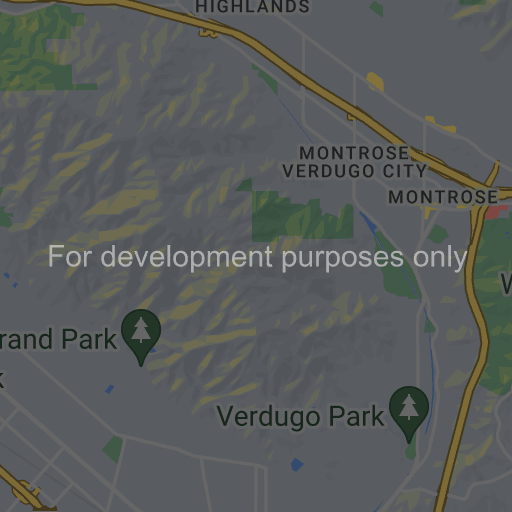 HIGHLANDS
MONTROSE
VERDUGO CITY
MONTROSE
For development purposes only
W
rand Park
k
Verdugo Park